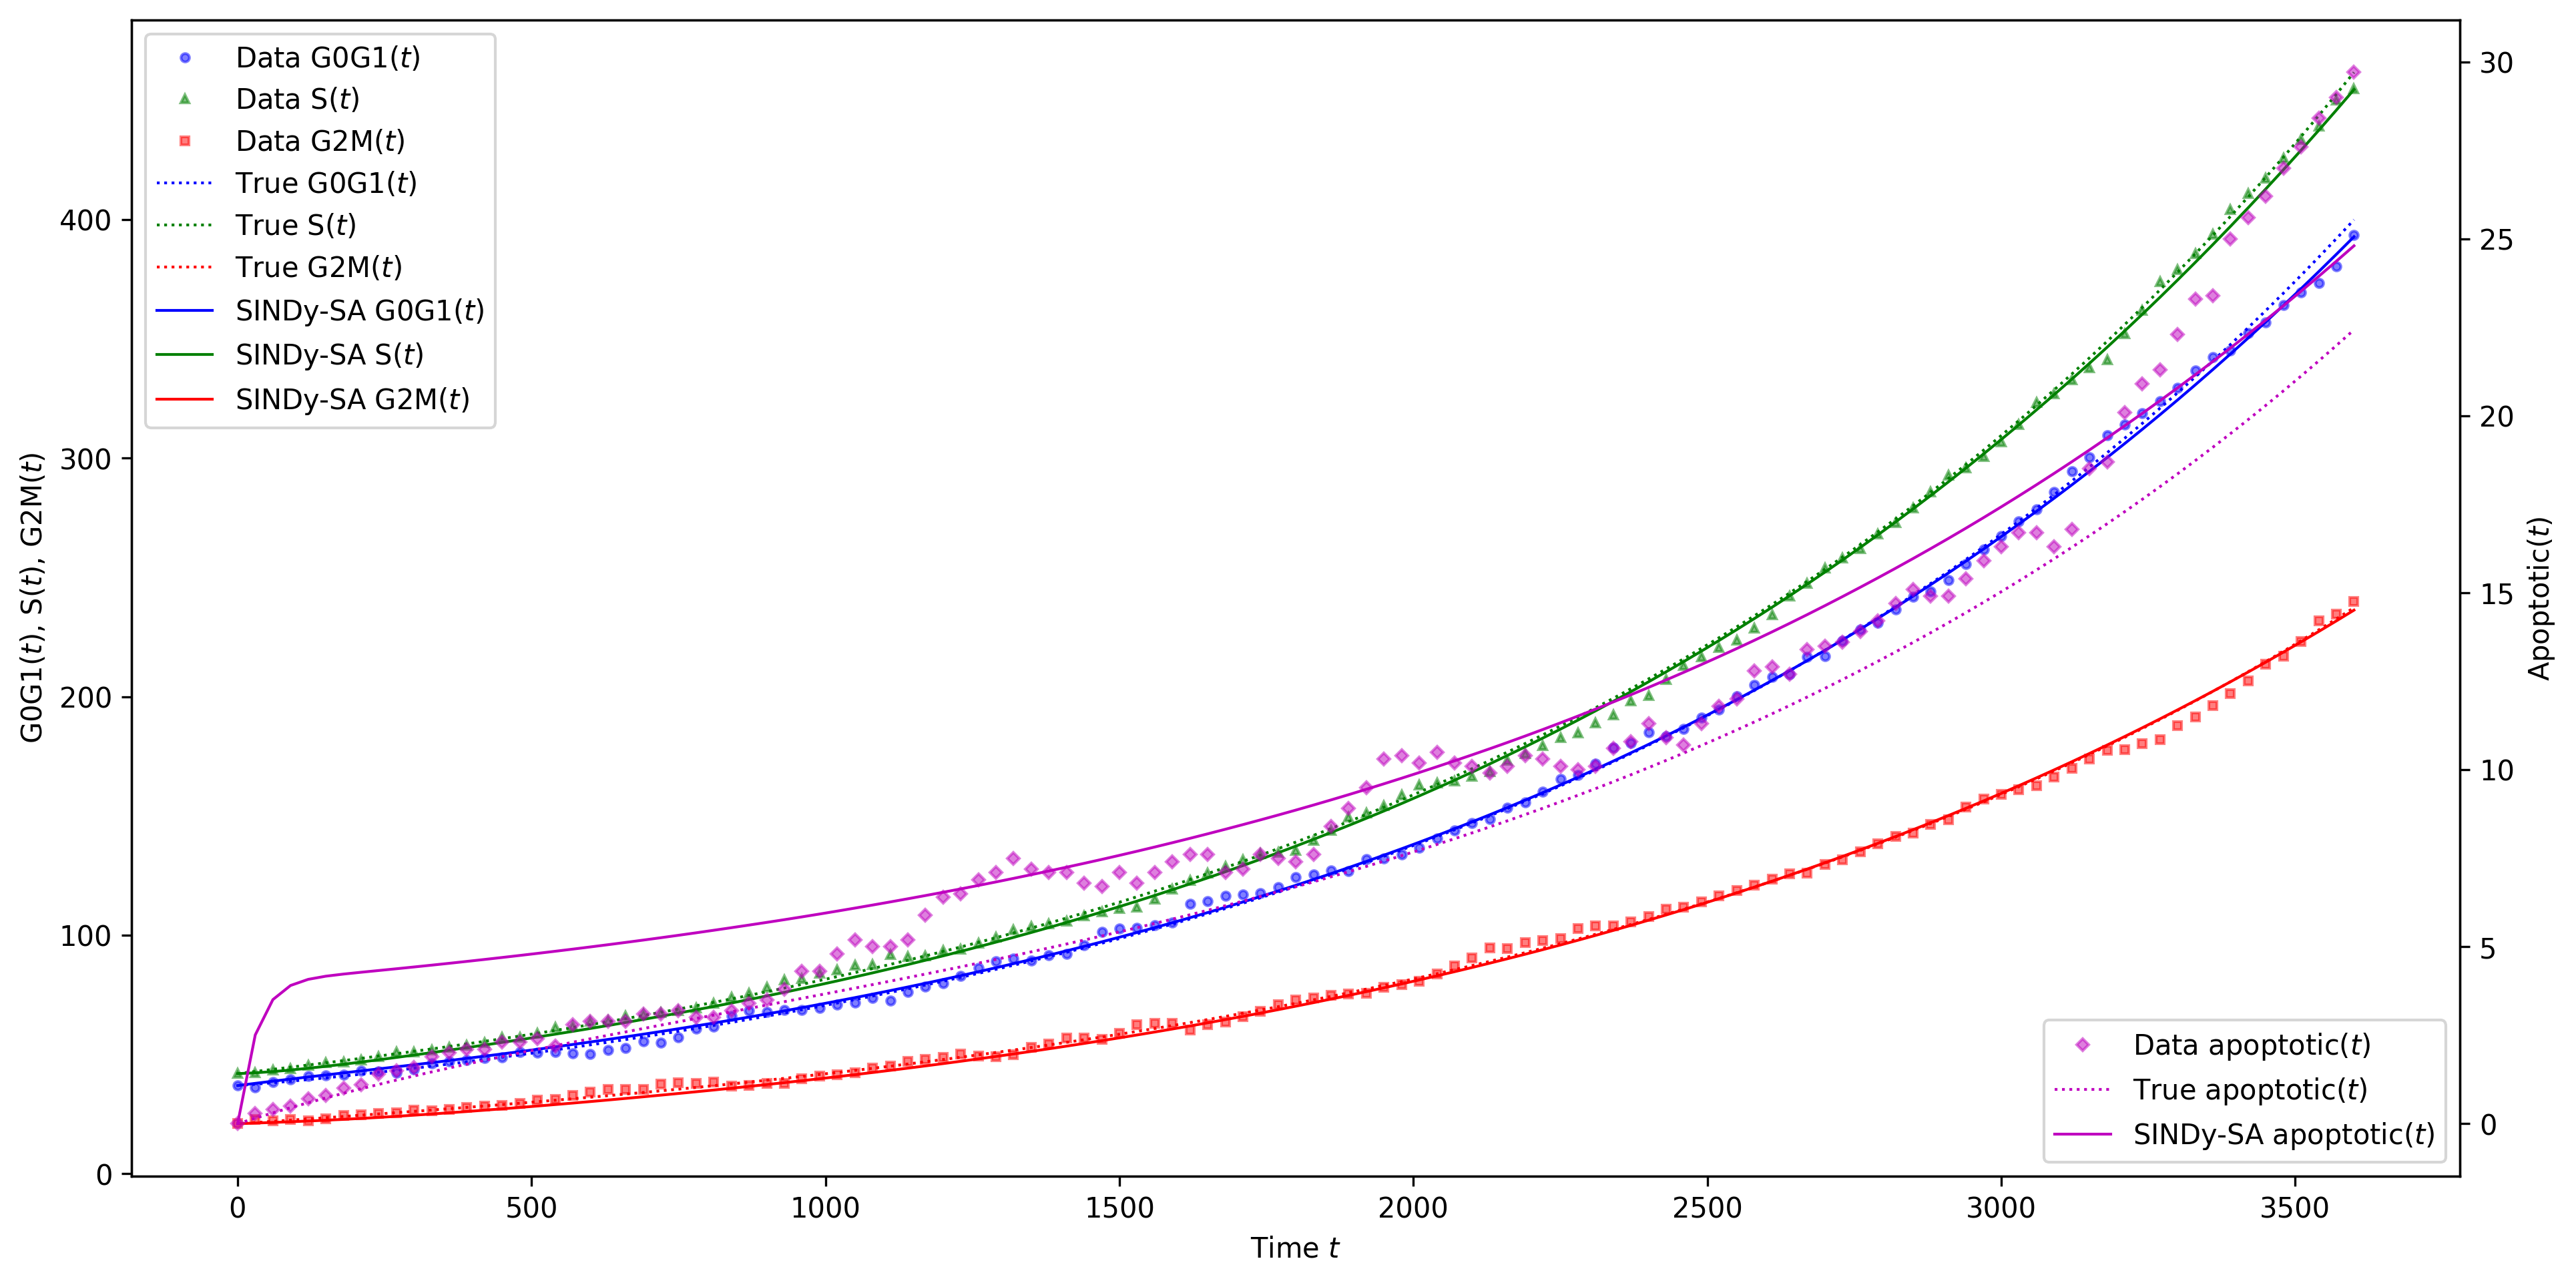 Data G0G1(t)
Data S(t)
Data G2M(t)
True G0G1(t)
True S(t)
True G2M(t)
SINDy-SA G0G1(t)
SINDy-SA S(t)
SINDy-SA G2M(t)
400
300
200
100
0
G0G1(t), S(t), G2M(t)
30
25
20
15
10
5
0
Apoptotic(t)
Data apoptotic(t)
True apoptotic(t)
SINDy-SA apoptotic(t)
0 500 1000 1500 2000 2500 3000 3500
Time t